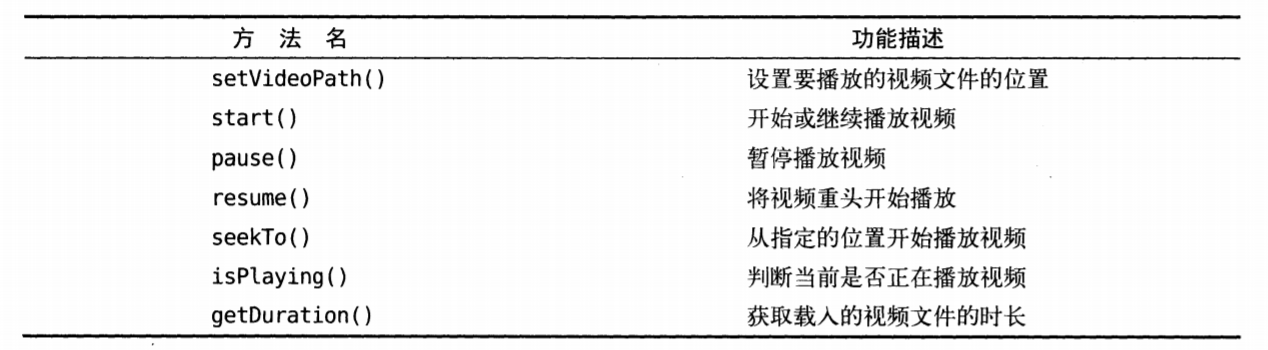 方 法 名 功能描述
setVideoPath() 设置要播放的视频文件的位置
start() 开始或继续播放视频
pause() 暂停播放视频
resume() 将视频重头开始播放
seekTo() 从指定的位置开始播放视频
isPlaying() 判断当前是否正在播放视频
getDuration() 获取载入的视频文件的时长